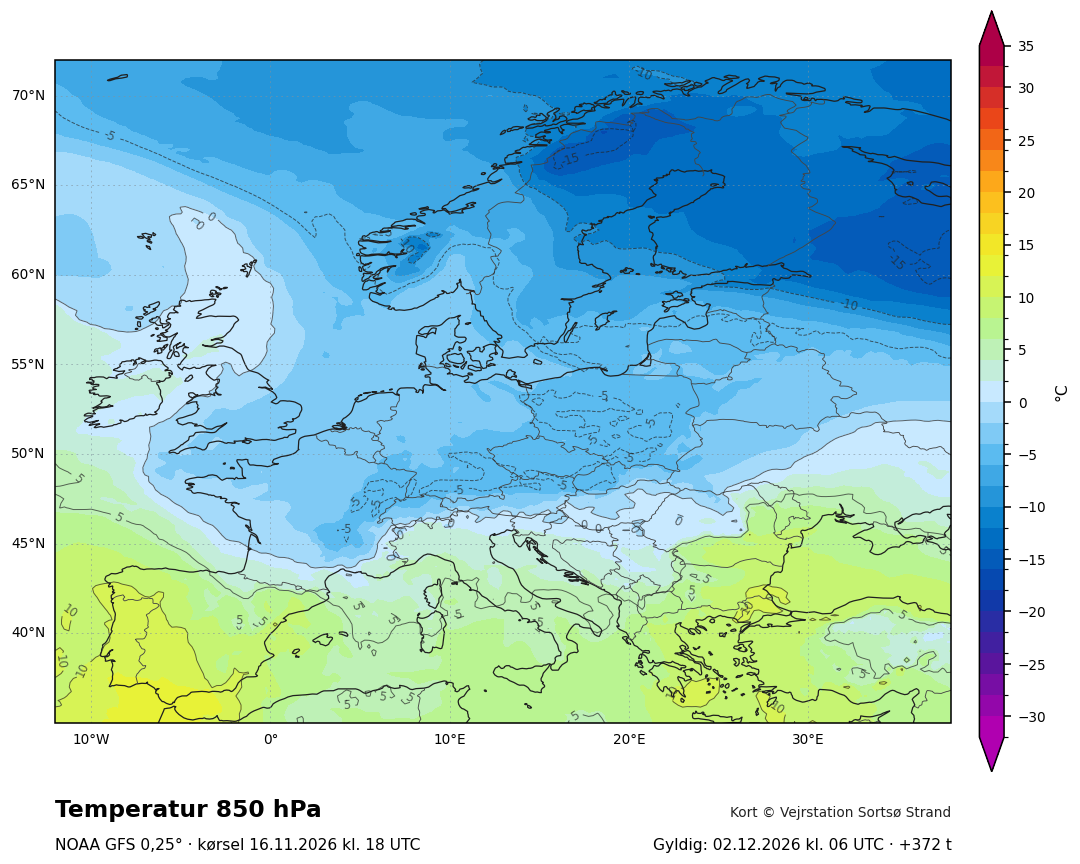 70°N
65°N
60°N
55°N
50°N
45°N
40°N
10°W
0°
10°E
20°E
30°E
35
30
25
20
15
10
5
0
−5
−10
−15
−20
−25
−30
°C
Temperatur 850 hPa
Kort © Vejrstation Sortsø Strand
NOAA GFS 0,25° · kørsel 16.11.2026 kl. 18 UTC
Gyldig: 02.12.2026 kl. 06 UTC · +372 t